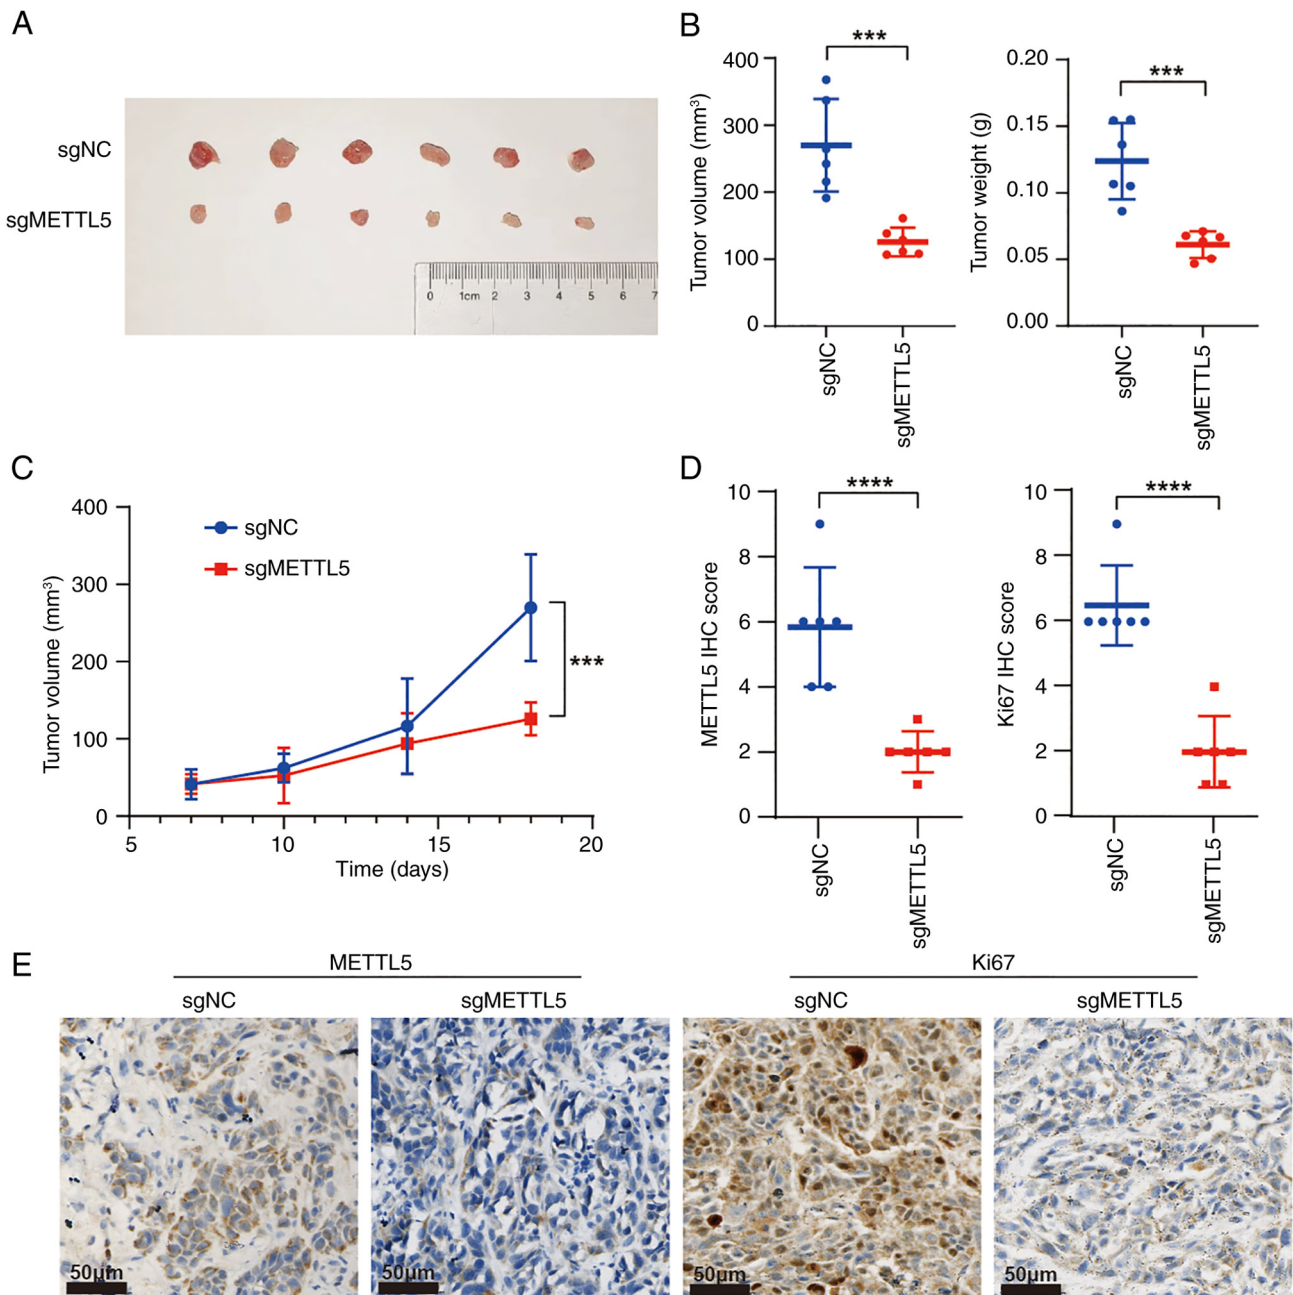 A
sgNC
sgMETTL5
0 1cm 2 3 4 5 6 7
B
***
400
300
200
100
0
Tumor volume (mm³)
sgNC
sgMETTL5
***
0.20
0.15
0.10
0.05
0.00
Tumor weight (g)
sgNC
sgMETTL5
C
400
300
200
100
0
Tumor volume (mm³)
sgNC
sgMETTL5
***
5 10 15 20
Time (days)
D
****
10
8
6
4
2
0
METTL5 IHC score
sgNC
sgMETTL5
****
10
8
6
4
2
0
Ki67 IHC score
sgNC
sgMETTL5
E
METTL5 Ki67
sgNC sgMETTL5 sgNC sgMETTL5
50μm 50μm 50μm 50μm